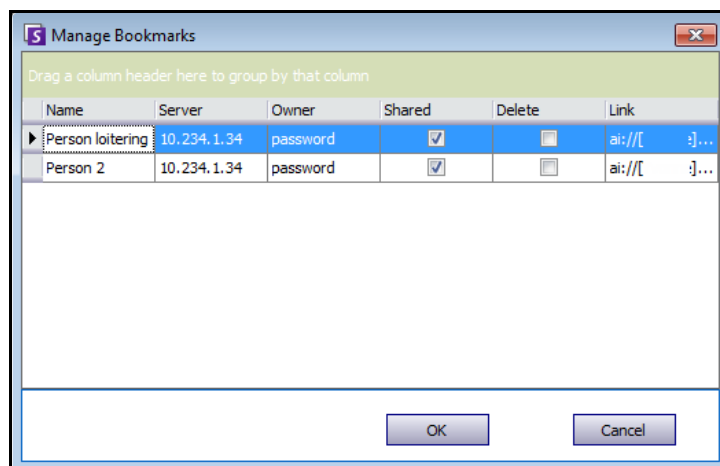 Manage Bookmarks
Drag a column header here to group by that column
Name Server Owner Shared Delete Link
Person loitering 10.234.1.34 password ai://[ ]...
Person 2 10.234.1.34 password ai://[ ]...
OK Cancel